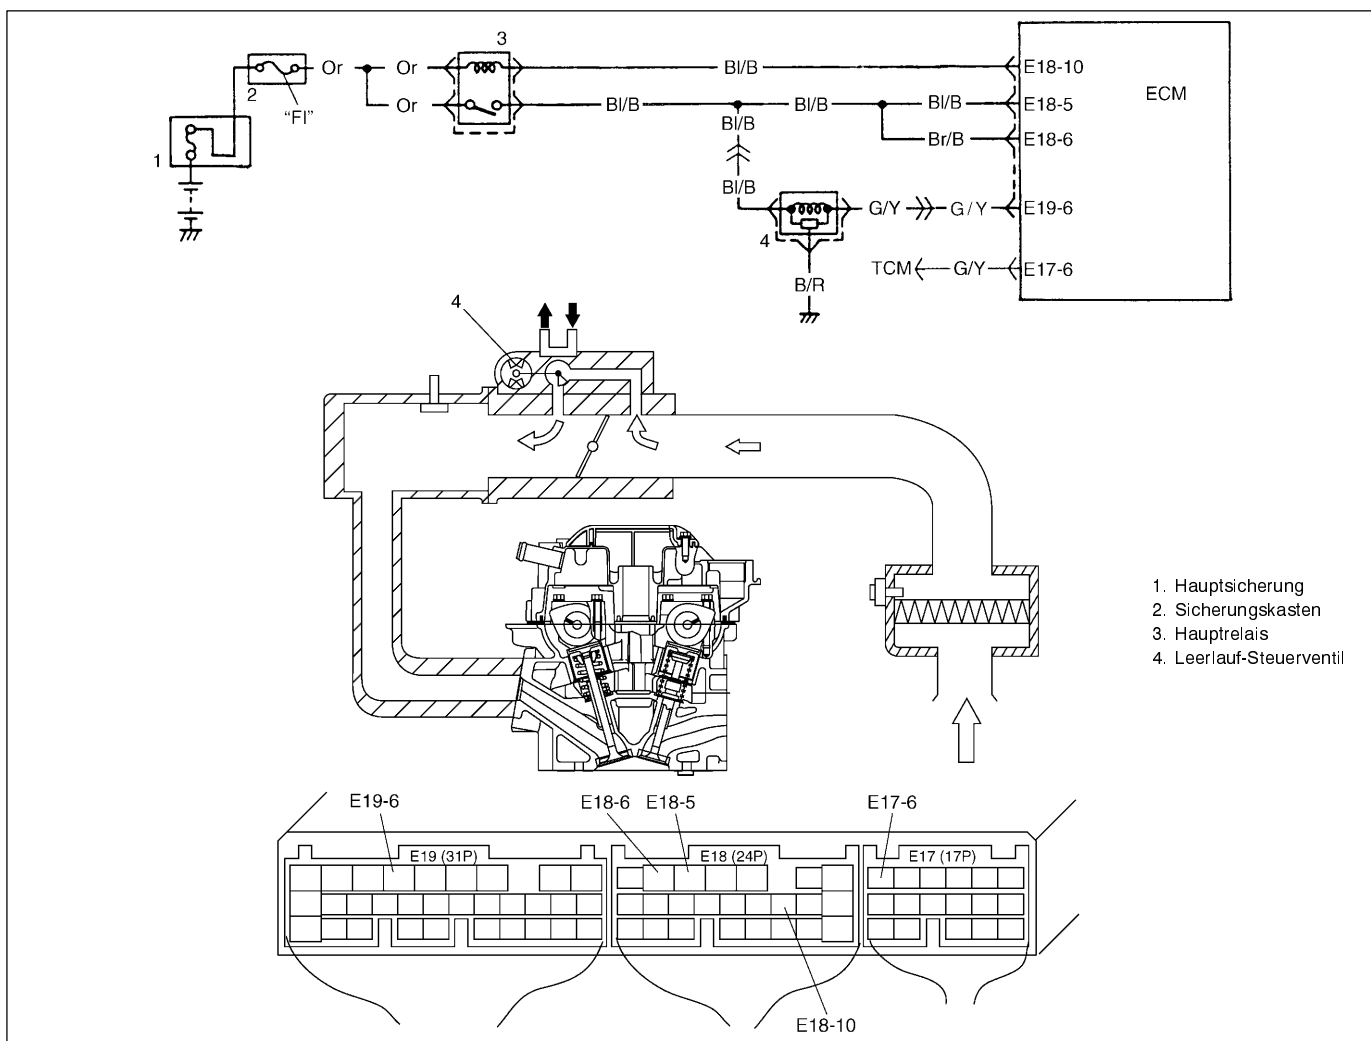 3
Or Or Bl/B E18-10
2
"FI"
Or Bl/B Bl/B Bl/B E18-5
ECM
Bl/B Br/B E18-6
1
Bl/B
G/Y G/Y E19-6
4
TCM G/Y E17-6
B/R
4
1. Hauptsicherung
2. Sicherungskasten
3. Hauptrelais
4. Leerlauf-Steuerventil
E19-6 E18-6 E18-5 E17-6
E19 (31P) E18 (24P) E17 (17P)
E18-10